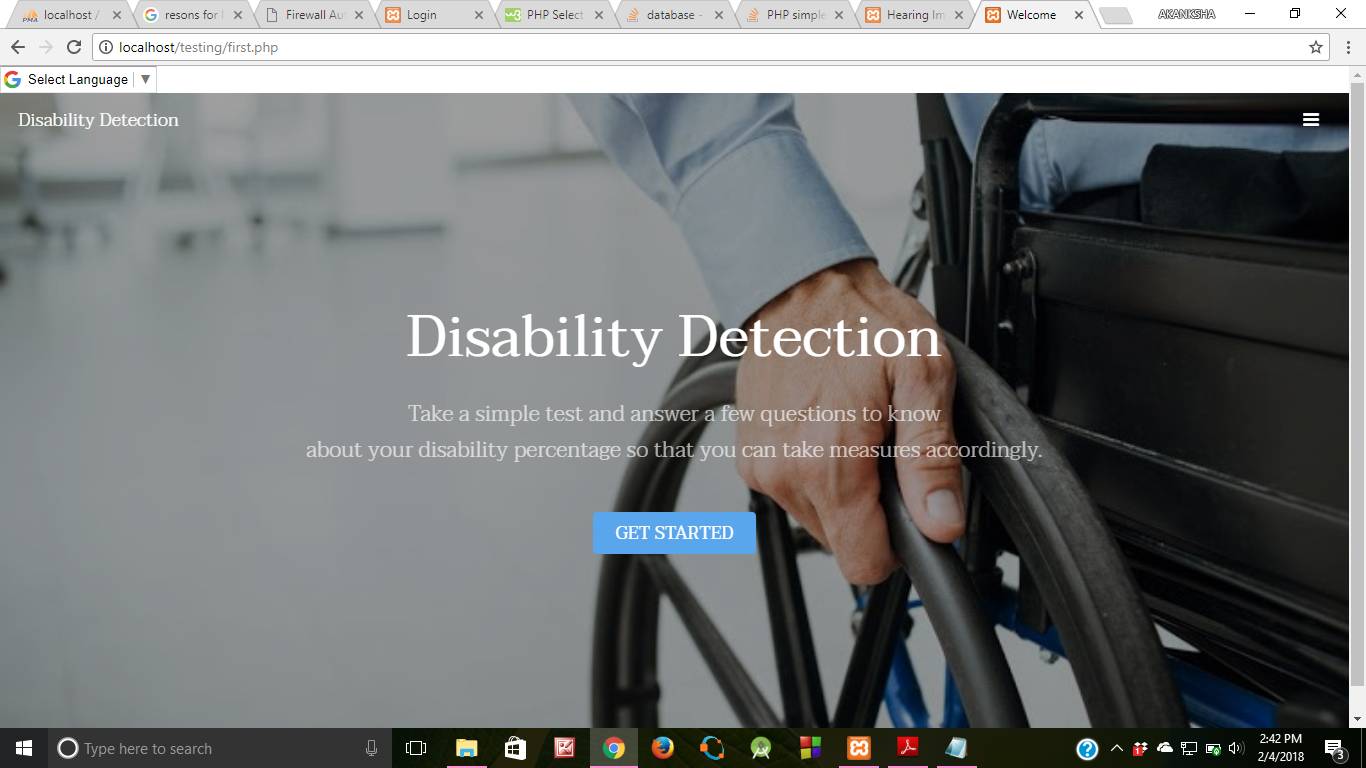 localhost /
resons for
Firewall Au
Login
PHP Select
database -
PHP simple
Hearing Im
Welcome
AKANKSHA
localhost/testing/first.php
Select Language
Disability Detection
Disability Detection
Take a simple test and answer a few questions to know
about your disability percentage so that you can take measures accordingly.
GET STARTED
Type here to search
2:42 PM
2/4/2018
3